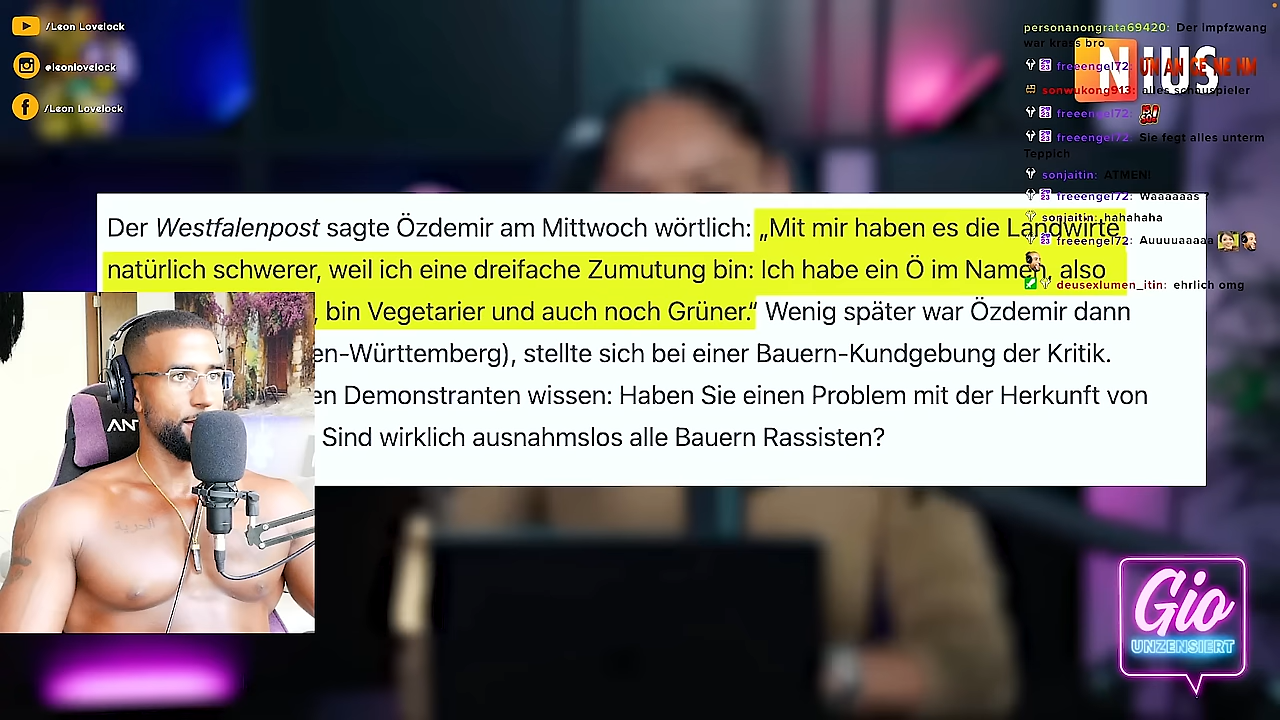 /Leon Lovelock
@leonlovelock
/Leon Lovelock
personanongrata69420: Der Impfzwang
war krass bro
NIUS
freeengel72:
sonwukong913: alles schauspieler
freeengel72:
freeengel72: Sie fegt alles unterm
Teppich
sonjaitin: ATMEN!
freeengel72: Waaaaaas ?
sonjaitin: hahahaha
freeengel72: Auuuuaaaaa
deusexlumen_itin: ehrlich omg
Der Westfalenpost sagte Özdemir am Mittwoch wörtlich: „Mit mir haben es die Landwirte
natürlich schwerer, weil ich eine dreifache Zumutung bin: Ich habe ein Ö im Namen, also
, bin Vegetarier und auch noch Grüner.“ Wenig später war Özdemir dann
en-Württemberg), stellte sich bei einer Bauern-Kundgebung der Kritik.
en Demonstranten wissen: Haben Sie einen Problem mit der Herkunft von
Sind wirklich ausnahmslos alle Bauern Rassisten?
AN
الحرية
Gio
UNZENSIERT